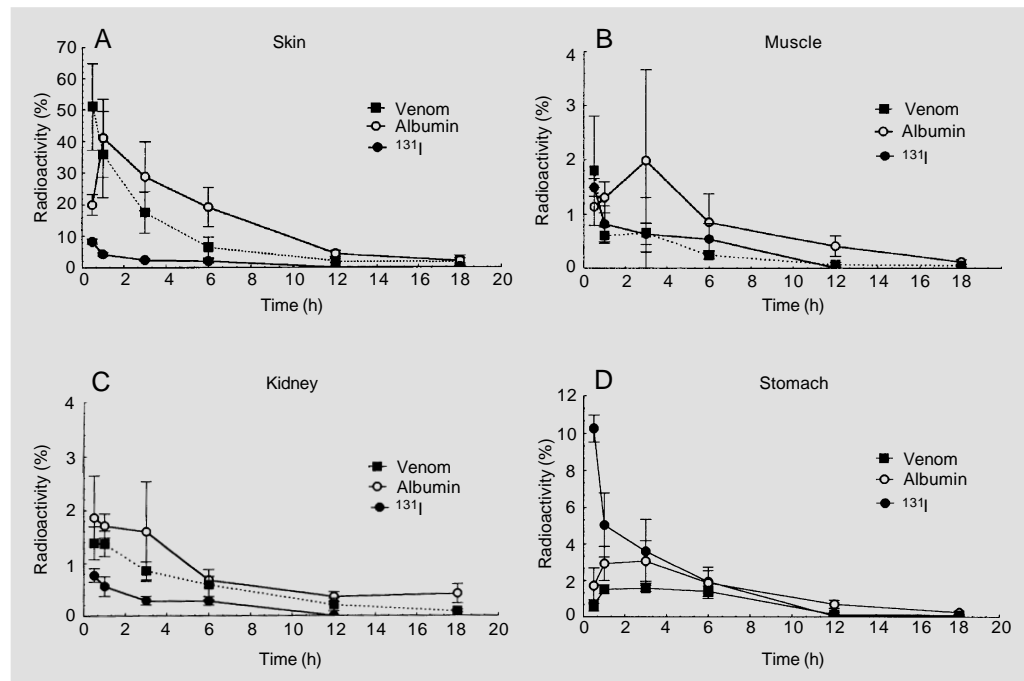 A
Skin
70
60
50
40
30
20
10
0
Radioactivity (%)
Venom
Albumin
¹³¹I
0 2 4 6 8 10 12 14 16 18 20
Time (h)
B
Muscle
4
3
2
1
0
Radioactivity (%)
Venom
Albumin
¹³¹I
0 2 4 6 8 10 12 14 16 18
Time (h)
C
Kidney
4
3
2
1
0
Radioactivity (%)
Venom
Albumin
¹³¹I
0 2 4 6 8 10 12 14 16 18 20
Time (h)
D
Stomach
12
10
8
6
4
2
0
Radioactivity (%)
Venom
Albumin
¹³¹I
0 2 4 6 8 10 12 14 16 18 20
Time (h)